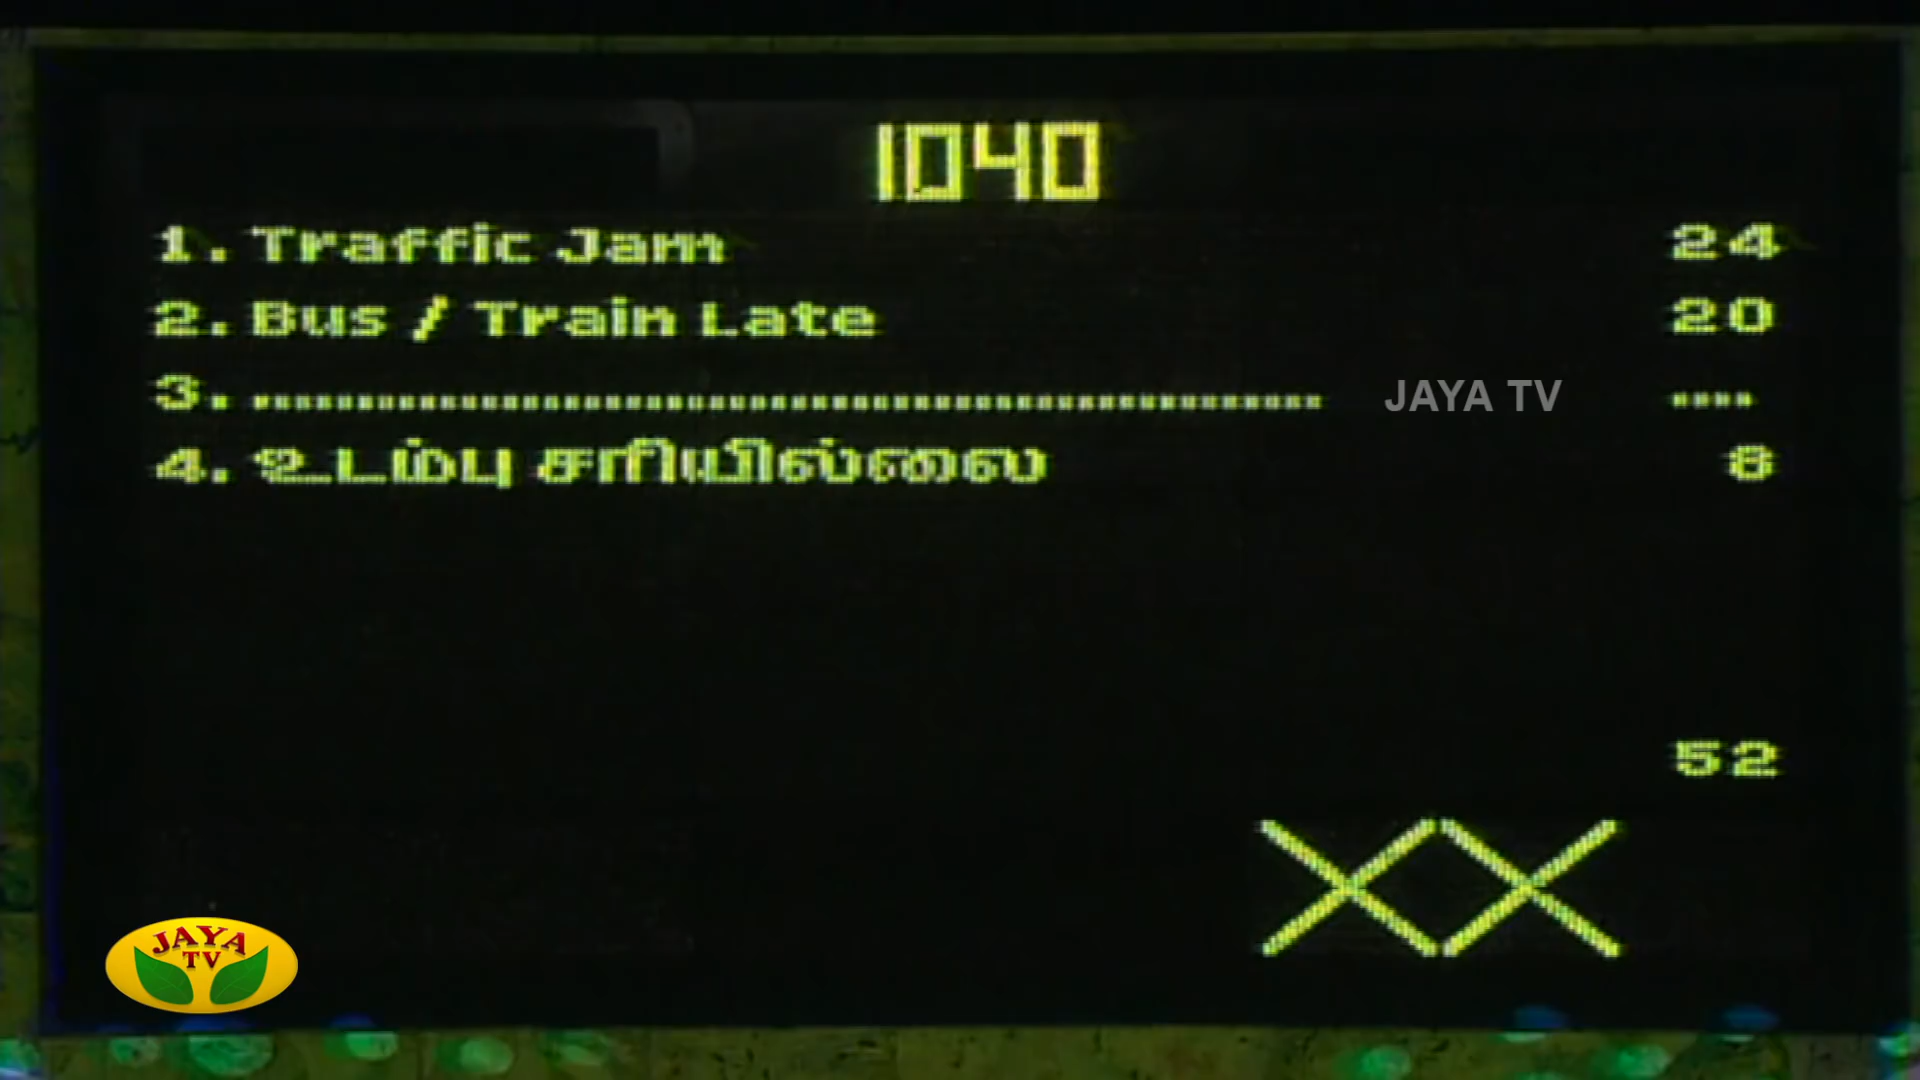 1040
1. Traffic Jam 24
2. Bus / Train Late 20
3. .................................................... JAYA TV ....
4. உடம்பு சரியில்லை 8
52
XX
JAYA
TV